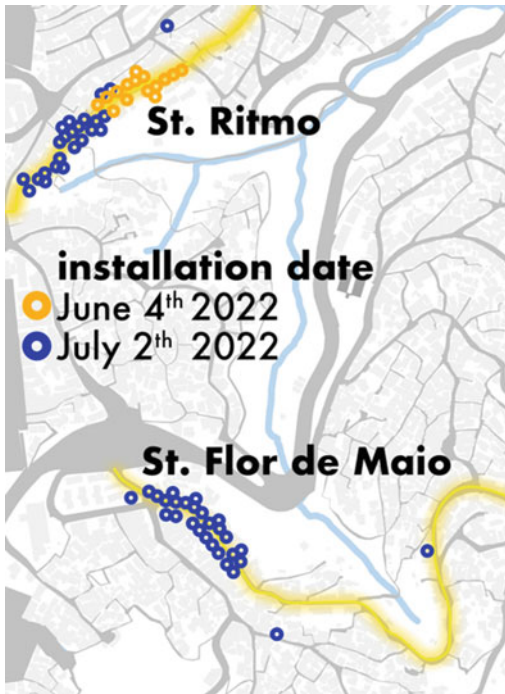 St. Ritmo
installation date
June 4th 2022
July 2th 2022
St. Flor de Maio